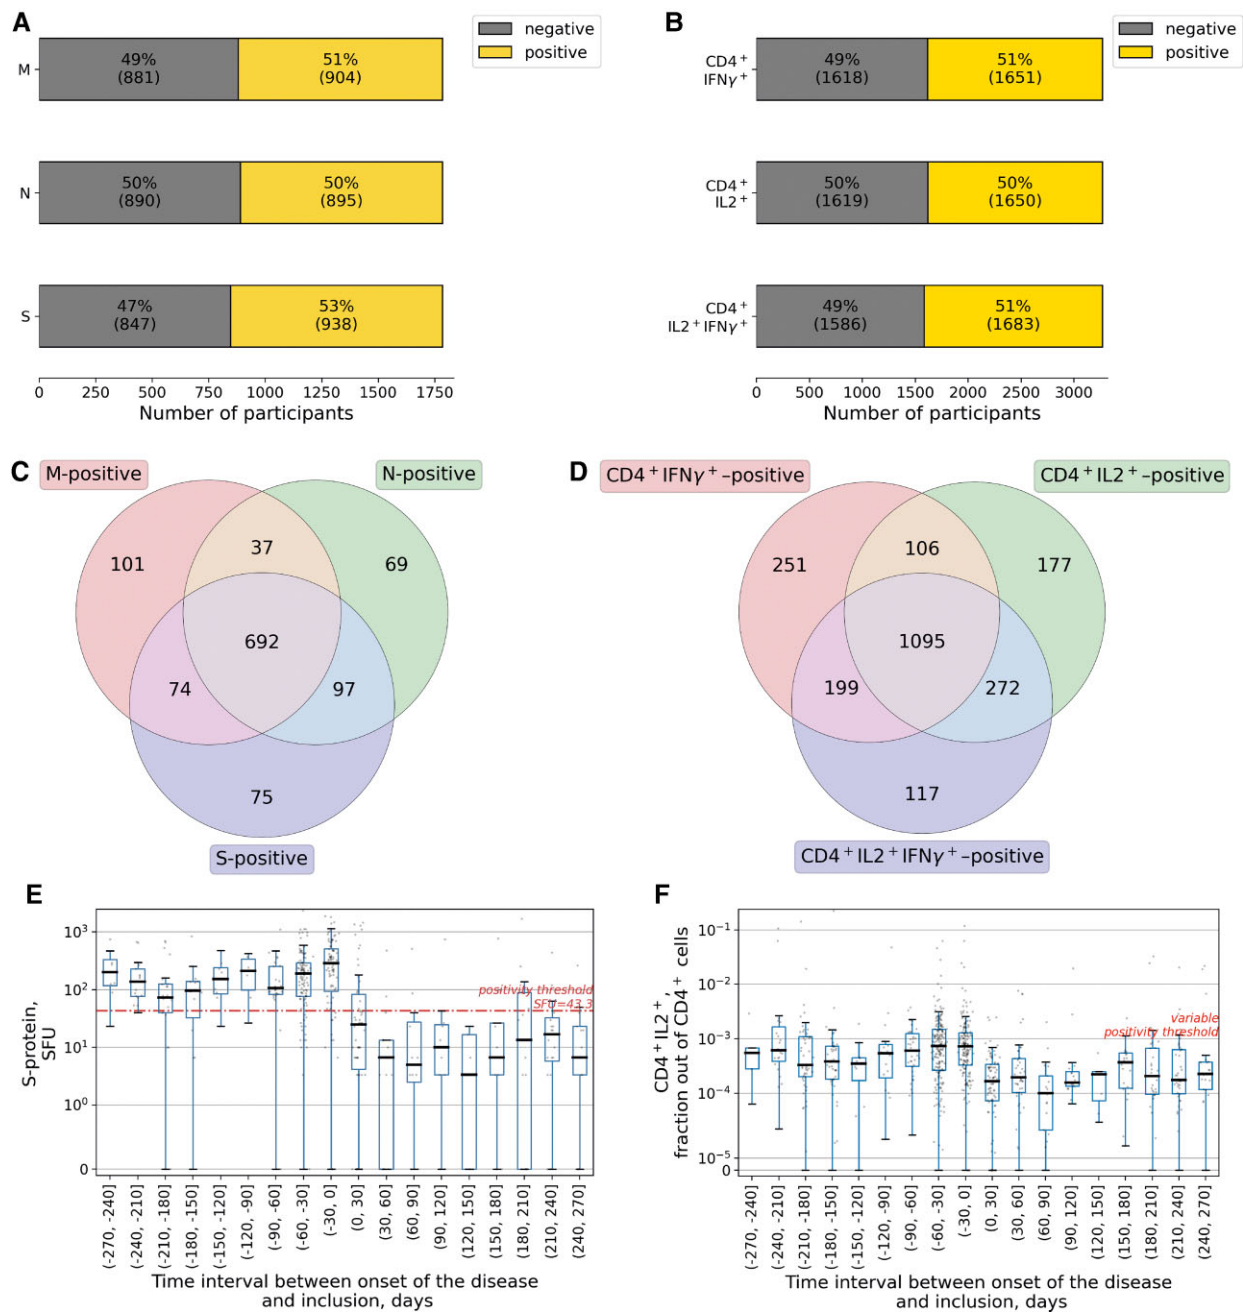 A
negative
positive
M
49%
(881)
51%
(904)
N
50%
(890)
50%
(895)
S
47%
(847)
53%
(938)
0 250 500 750 1000 1250 1500 1750
Number of participants
B
negative
positive
CD4⁺
IFNγ⁺
49%
(1618)
51%
(1651)
CD4⁺
IL2⁺
50%
(1619)
50%
(1650)
CD4⁺
IL2⁺IFNγ⁺
49%
(1586)
51%
(1683)
0 500 1000 1500 2000 2500 3000
Number of participants
C
M-positive
N-positive
101
37
69
692
74
97
75
S-positive
D
CD4⁺IFNγ⁺–positive
CD4⁺IL2⁺–positive
251
106
177
1095
199
272
117
CD4⁺IL2⁺IFNγ⁺–positive
E
S-protein,
SFU
10³
10²
10¹
10⁰
0
positivity threshold
SFU=43.3
(-270, -240]
(-240, -210]
(-210, -180]
(-180, -150]
(-150, -120]
(-120, -90]
(-90, -60]
(-60, -30]
(-30, 0]
(0, 30]
(30, 60]
(60, 90]
(90, 120]
(120, 150]
(150, 180]
(180, 210]
(210, 240]
(240, 270]
Time interval between onset of the disease
and inclusion, days
F
CD4⁺IL2⁺,
fraction out of CD4⁺ cells
10⁻¹
10⁻²
10⁻³
10⁻⁴
10⁻⁵
0
variable
positivity threshold
(-270, -240]
(-240, -210]
(-210, -180]
(-180, -150]
(-150, -120]
(-120, -90]
(-90, -60]
(-60, -30]
(-30, 0]
(0, 30]
(30, 60]
(60, 90]
(90, 120]
(120, 150]
(150, 180]
(180, 210]
(210, 240]
(240, 270]
Time interval between onset of the disease
and inclusion, days